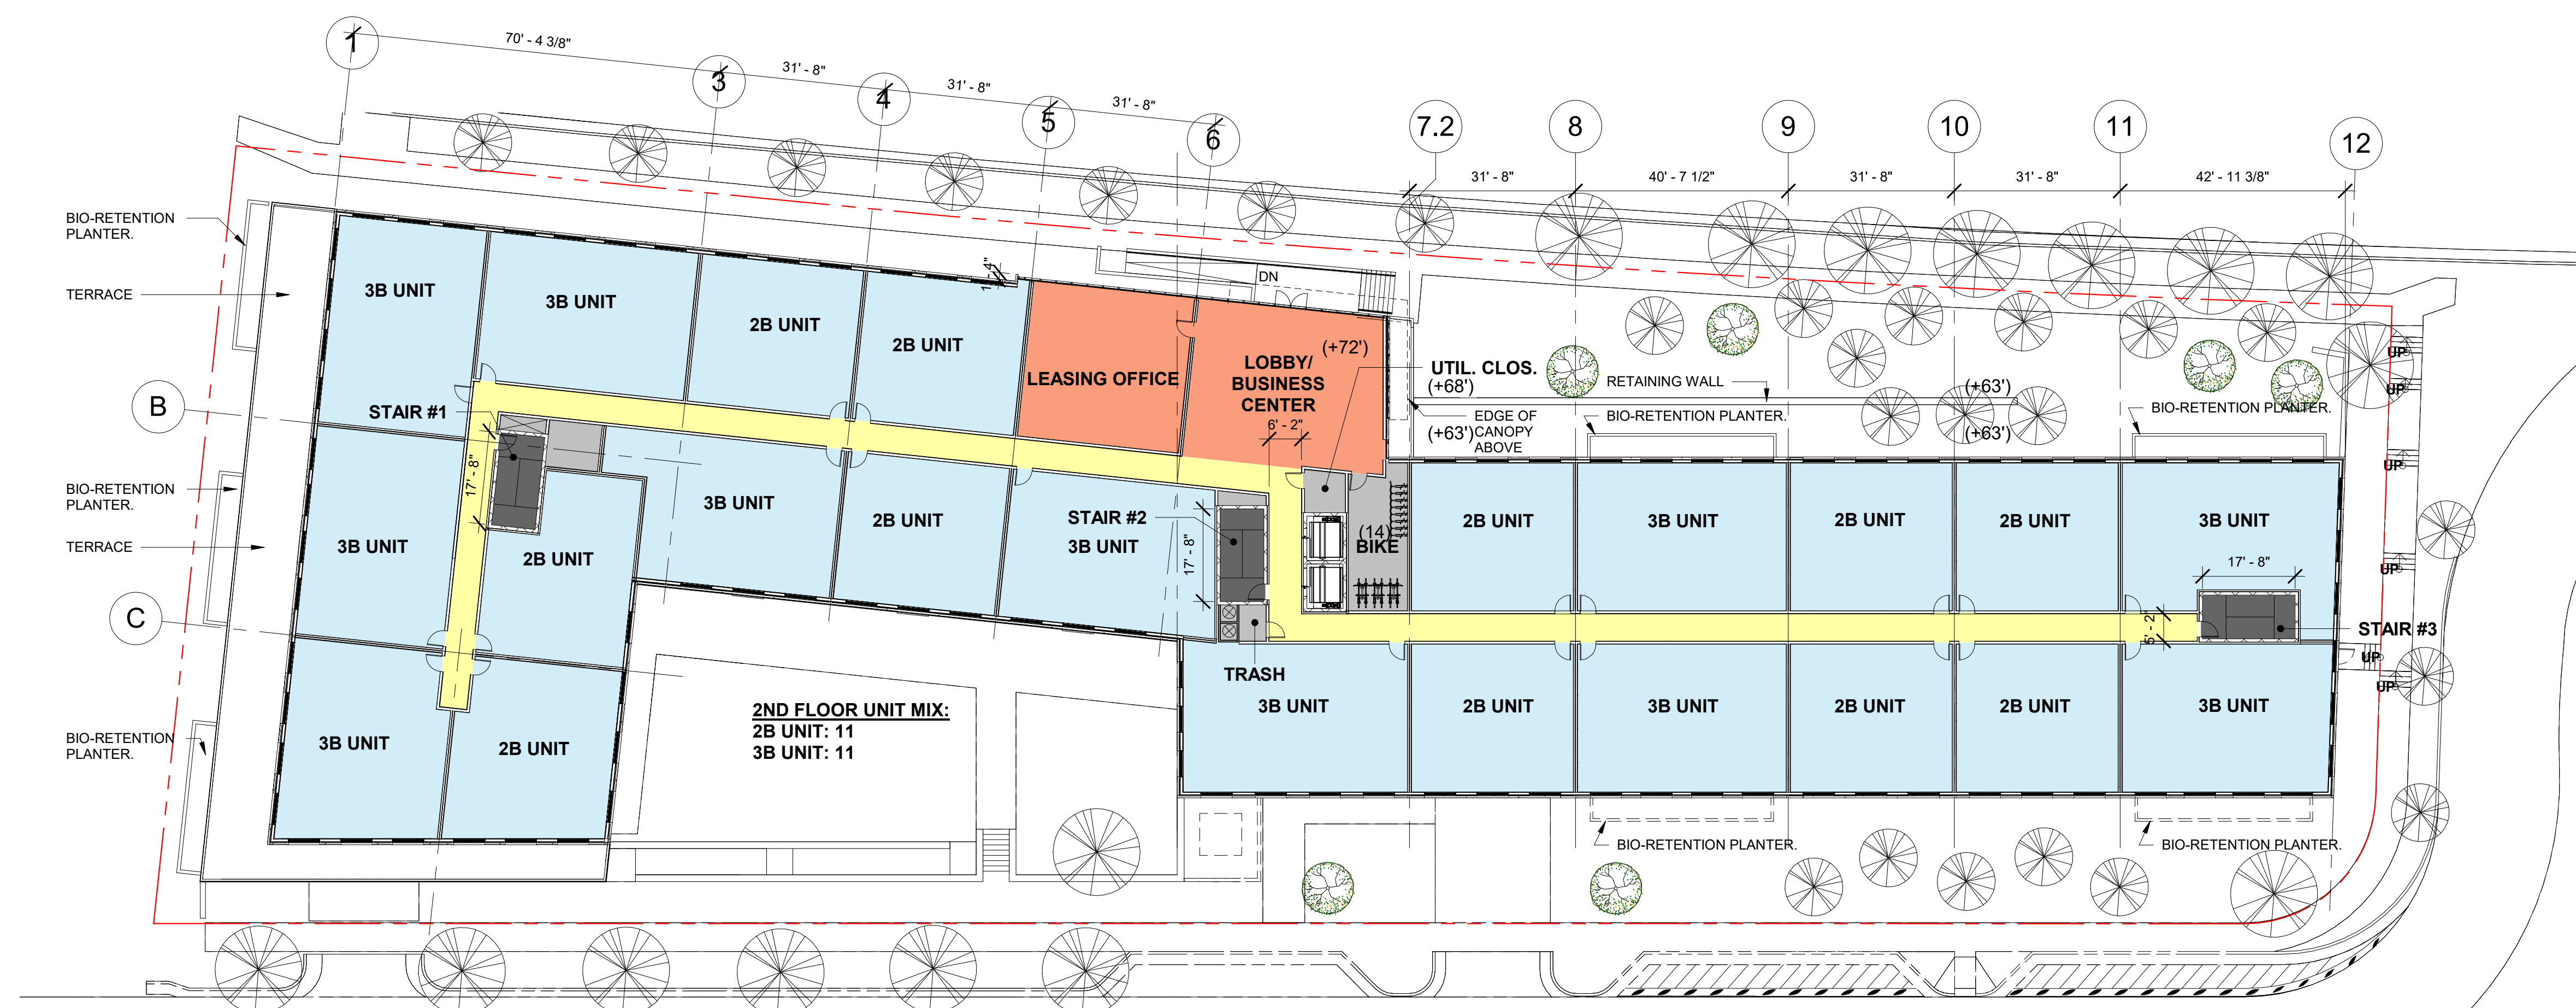 1
70' - 4 3/8"
3
31' - 8"
4
31' - 8"
5
31' - 8"
6
7.2
8
9
10
11
12
31' - 8"
40' - 7 1/2"
31' - 8"
31' - 8"
42' - 11 3/8"
BIO-RETENTION
PLANTER.
TERRACE
B
BIO-RETENTION
PLANTER.
TERRACE
C
BIO-RETENTION
PLANTER.
3B UNIT
3B UNIT
2B UNIT
2B UNIT
LEASING OFFICE
LOBBY/
BUSINESS
CENTER
(+72')
DN
6' - 2"
UTIL. CLOS.
(+68')
(+63')
EDGE OF
CANOPY
ABOVE
RETAINING WALL
BIO-RETENTION PLANTER.
(+63')
(+63')
BIO-RETENTION PLANTER.
UP
UP
UP
UP
UP
UP
STAIR #1
17' - 8"
3B UNIT
2B UNIT
3B UNIT
2B UNIT
3B UNIT
STAIR #2
17' - 8"
(14)
BIKE
TRASH
2B UNIT
3B UNIT
2B UNIT
2B UNIT
3B UNIT
17' - 8"
5' - 2"
STAIR #3
3B UNIT
2B UNIT
2ND FLOOR UNIT MIX:
2B UNIT: 11
3B UNIT: 11
3B UNIT
2B UNIT
3B UNIT
2B UNIT
2B UNIT
3B UNIT
BIO-RETENTION PLANTER.
BIO-RETENTION PLANTER.